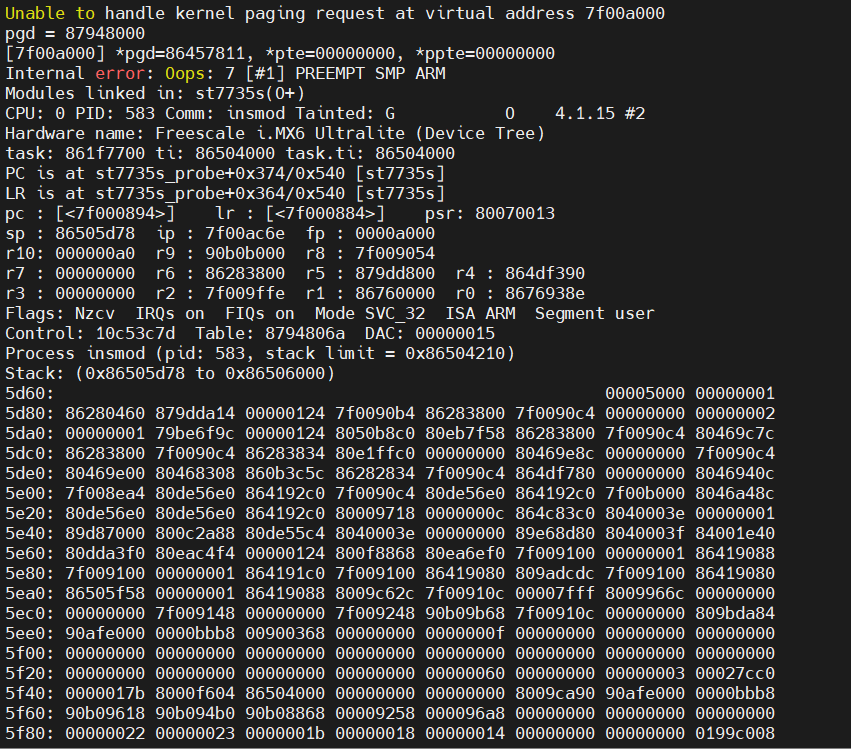 Unable to handle kernel paging request at virtual address 7f00a000
pgd = 87948000
[7f00a000] *pgd=86457811, *pte=00000000, *ppte=00000000
Internal error: Oops: 7 [#1] PREEMPT SMP ARM
Modules linked in: st7735s(O+)
CPU: 0 PID: 583 Comm: insmod Tainted: G           O    4.1.15 #2
Hardware name: Freescale i.MX6 Ultralite (Device Tree)
task: 861f7700 ti: 86504000 task.ti: 86504000
PC is at st7735s_probe+0x374/0x540 [st7735s]
LR is at st7735s_probe+0x364/0x540 [st7735s]
pc : [<7f000894>]    lr : [<7f000884>]    psr: 80070013
sp : 86505d78  ip : 7f00ac6e  fp : 0000a000
r10: 000000a0  r9 : 90b0b000  r8 : 7f009054
r7 : 00000000  r6 : 86283800  r5 : 879dd800  r4 : 864df390
r3 : 00000000  r2 : 7f009ffe  r1 : 86760000  r0 : 8676938e
Flags: Nzcv  IRQs on  FIQs on  Mode SVC_32  ISA ARM  Segment user
Control: 10c53c7d  Table: 8794806a  DAC: 00000015
Process insmod (pid: 583, stack limit = 0x86504210)
Stack: (0x86505d78 to 0x86506000)
5d60:                                                       00005000 00000001
5d80: 86280460 879dda14 00000124 7f0090b4 86283800 7f0090c4 00000000 00000002
5da0: 00000001 79be6f9c 00000124 8050b8c0 80eb7f58 86283800 7f0090c4 80469c7c
5dc0: 86283800 7f0090c4 86283834 80e1ffc0 00000000 80469e8c 00000000 7f0090c4
5de0: 80469e00 80468308 860b3c5c 86282834 7f0090c4 864df780 00000000 8046940c
5e00: 7f008ea4 80de56e0 864192c0 7f0090c4 80de56e0 864192c0 7f00b000 8046a48c
5e20: 80de56e0 80de56e0 864192c0 80009718 0000000c 864c83c0 8040003e 00000001
5e40: 89d87000 800c2a88 80de55c4 8040003e 00000000 89e68d80 8040003f 84001e40
5e60: 80dda3f0 80eac4f4 00000124 800f8868 80ea6ef0 7f009100 00000001 86419088
5e80: 7f009100 00000001 864191c0 7f009100 86419080 809adcdc 7f009100 86419080
5ea0: 86505f58 00000001 86419088 8009c62c 7f00910c 00007fff 8009966c 00000000
5ec0: 00000000 7f009148 00000000 7f009248 90b09b68 7f00910c 00000000 809bda84
5ee0: 90afe000 0000bbb8 00900368 00000000 0000000f 00000000 00000000 00000000
5f00: 00000000 00000000 00000000 00000000 00000000 00000000 00000000 00000000
5f20: 00000000 00000000 00000000 00000000 00000060 00000000 00000003 00027cc0
5f40: 0000017b 8000f604 86504000 00000000 00000000 8009ca90 90afe000 0000bbb8
5f60: 90b09618 90b094b0 90b08868 00009258 000096a8 00000000 00000000 00000000
5f80: 00000022 00000023 0000001b 00000018 00000014 00000000 00000000 0199c008